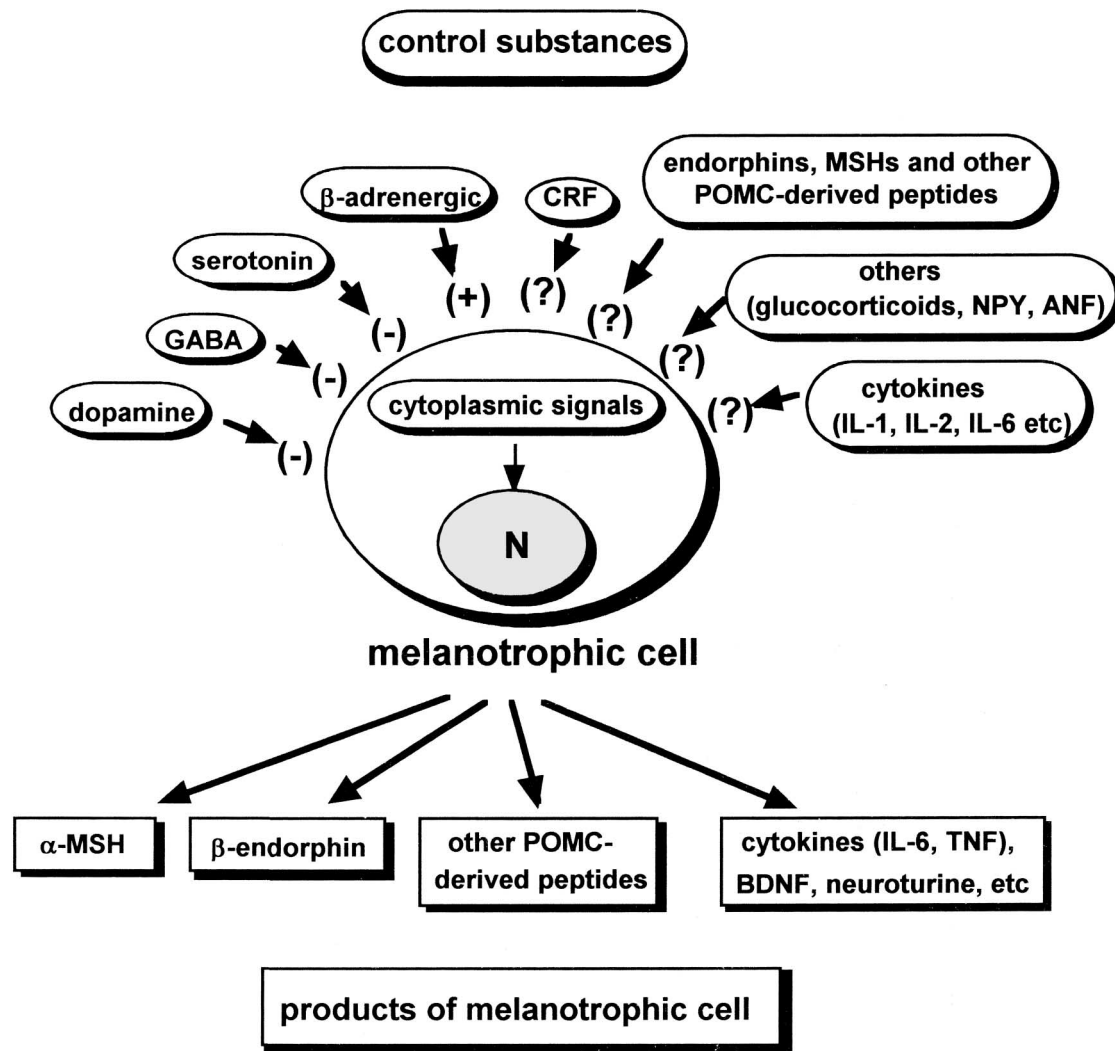 control substances
endorphins, MSHs and other
POMC-derived peptides
β-adrenergic
CRF
serotonin
others
(glucocorticoids, NPY, ANF)
(+)
(?)
(?)
GABA
(-)
(?)
cytokines
(IL-1, IL-2, IL-6 etc)
(-)
dopamine
cytoplasmic signals
(?)
(-)
N
melanotrophic cell
α-MSH
β-endorphin
other POMC-
derived peptides
cytokines (IL-6, TNF),
BDNF, neuroturine, etc
products of melanotrophic cell